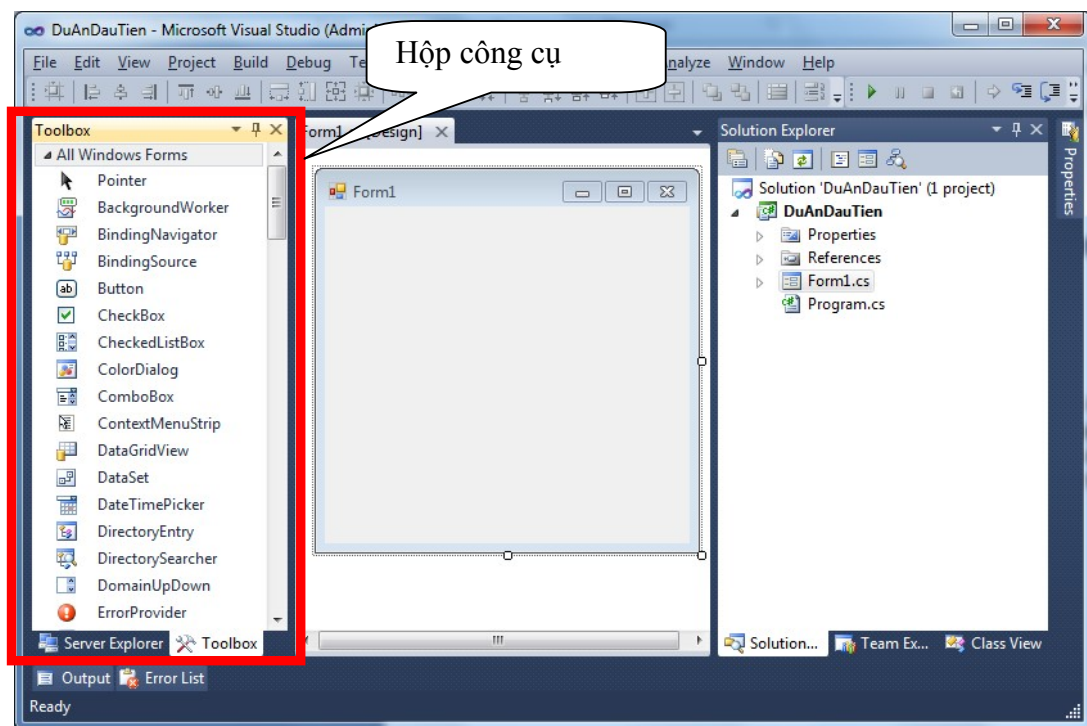 DuAnDauTien - Microsoft Visual Studio (Admi
Hộp công cụ
File Edit View Project Build Debug Te nalyze Window Help
Toolbox
All Windows Forms
Pointer
BackgroundWorker
BindingNavigator
BindingSource
Button
CheckBox
CheckedListBox
ColorDialog
ComboBox
ContextMenuStrip
DataGridView
DataSet
DateTimePicker
DirectoryEntry
DirectorySearcher
DomainUpDown
ErrorProvider
Server Explorer Toolbox
Form1 [Design]
Form1
Solution Explorer
Solution 'DuAnDauTien' (1 project)
DuAnDauTien
Properties
References
Form1.cs
Program.cs
Solution... Team Ex... Class View
Properties
Output Error List
Ready